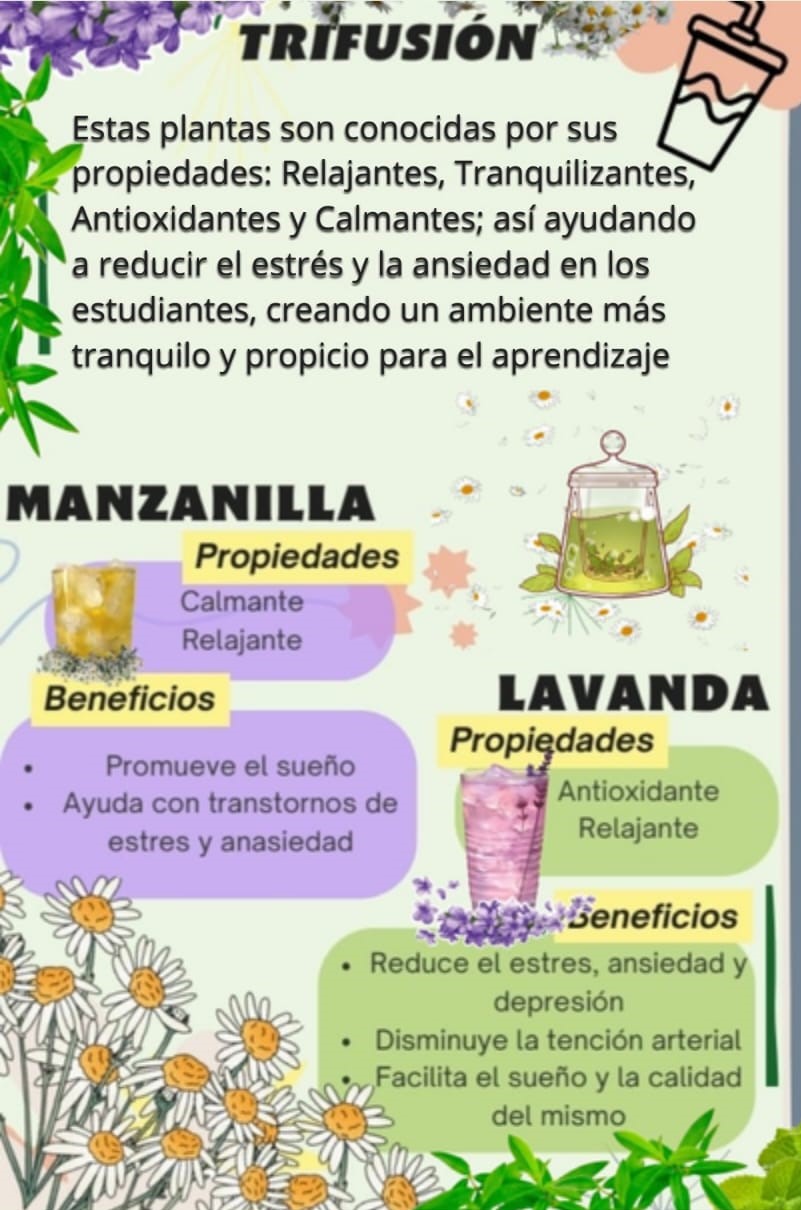 TRIFUSIÓN
Estas plantas son conocidas por sus
propiedades: Relajantes, Tranquilizantes,
Antioxidantes y Calmantes; así ayudando
a reducir el estrés y la ansiedad en los
estudiantes, creando un ambiente más
tranquilo y propicio para el aprendizaje
MANZANILLA
Propiedades
Calmante
Relajante
Beneficios
• Promueve el sueño
• Ayuda con transtornos de
estres y anasiedad
LAVANDA
Propiedades
Antioxidante
Relajante
Beneficios
• Reduce el estres, ansiedad y
depresión
• Disminuye la tención arterial
• Facilita el sueño y la calidad
del mismo